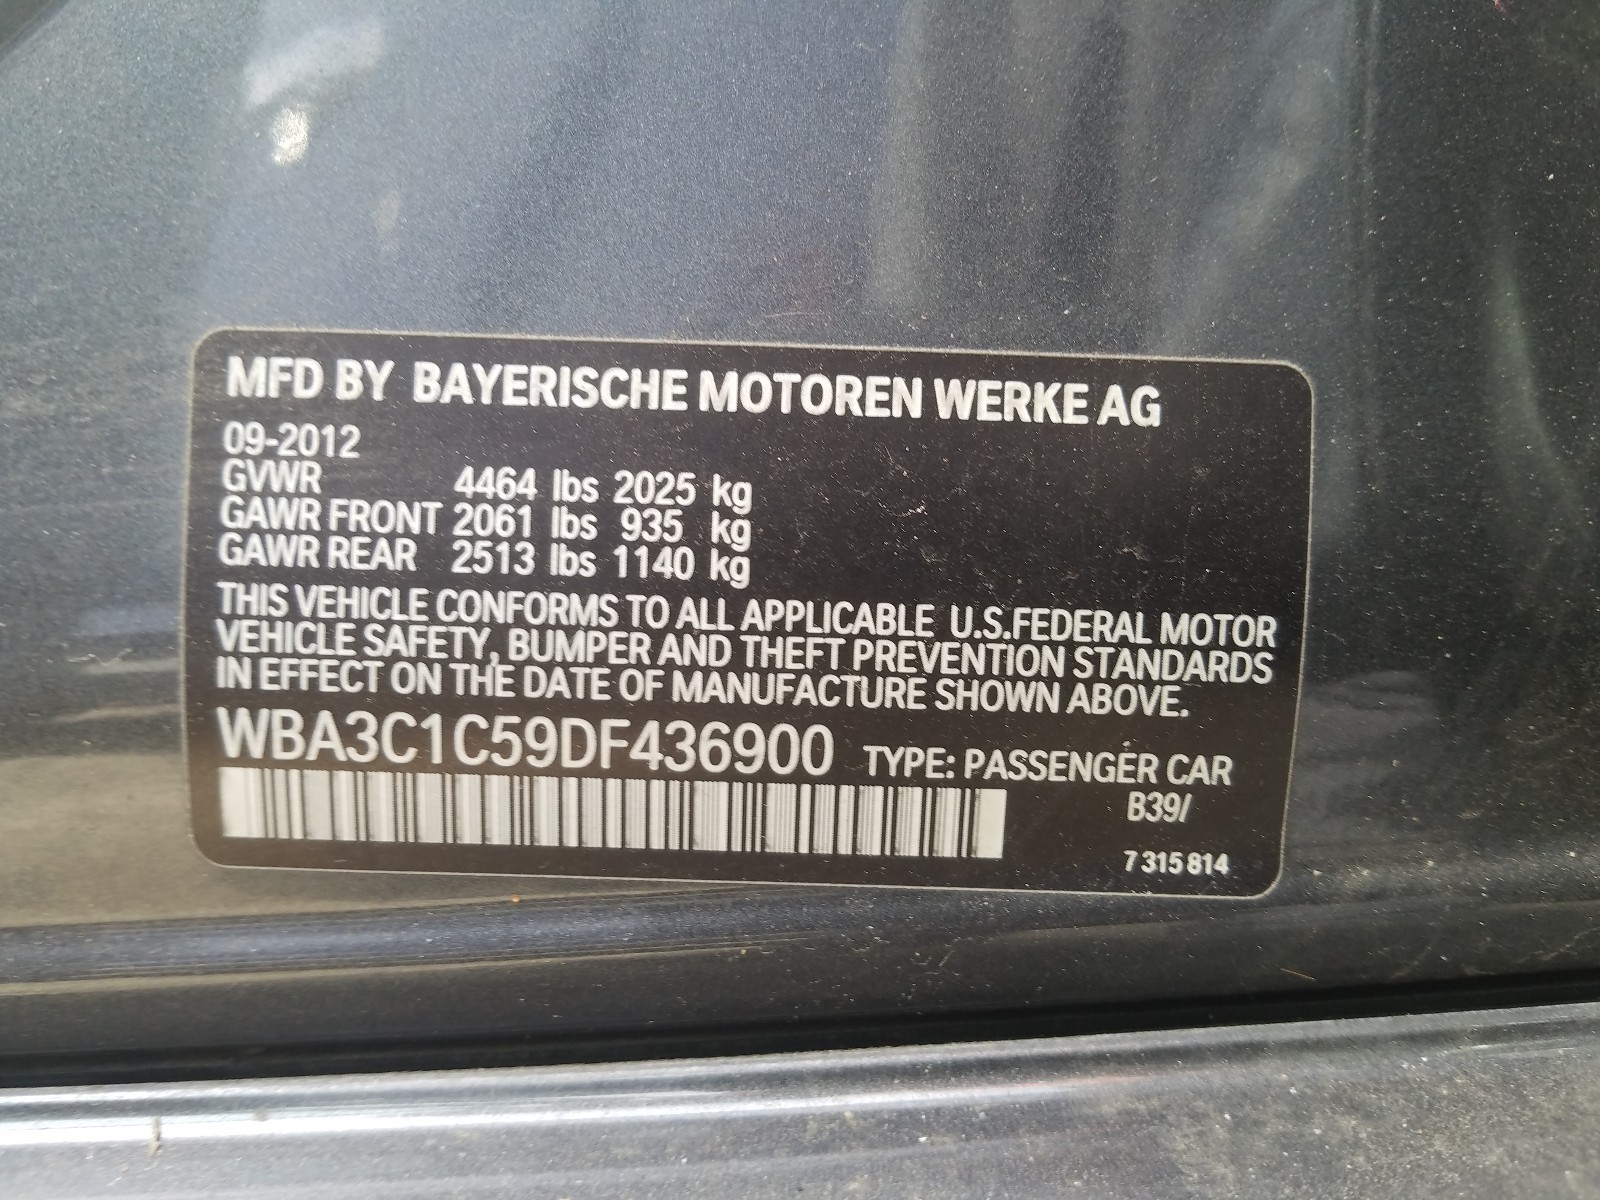 MFD BY BAYERISCHE MOTOREN WERKE AG
09-2012
GVWR 4464 lbs 2025 kg
GAWR FRONT 2061 lbs 935 kg
GAWR REAR 2513 lbs 1140 kg
THIS VEHICLE CONFORMS TO ALL APPLICABLE U.S.FEDERAL MOTOR
VEHICLE SAFETY, BUMPER AND THEFT PREVENTION STANDARDS
IN EFFECT ON THE DATE OF MANUFACTURE SHOWN ABOVE.
WBA3C1C59DF436900 TYPE: PASSENGER CAR
B39/
7 315 814